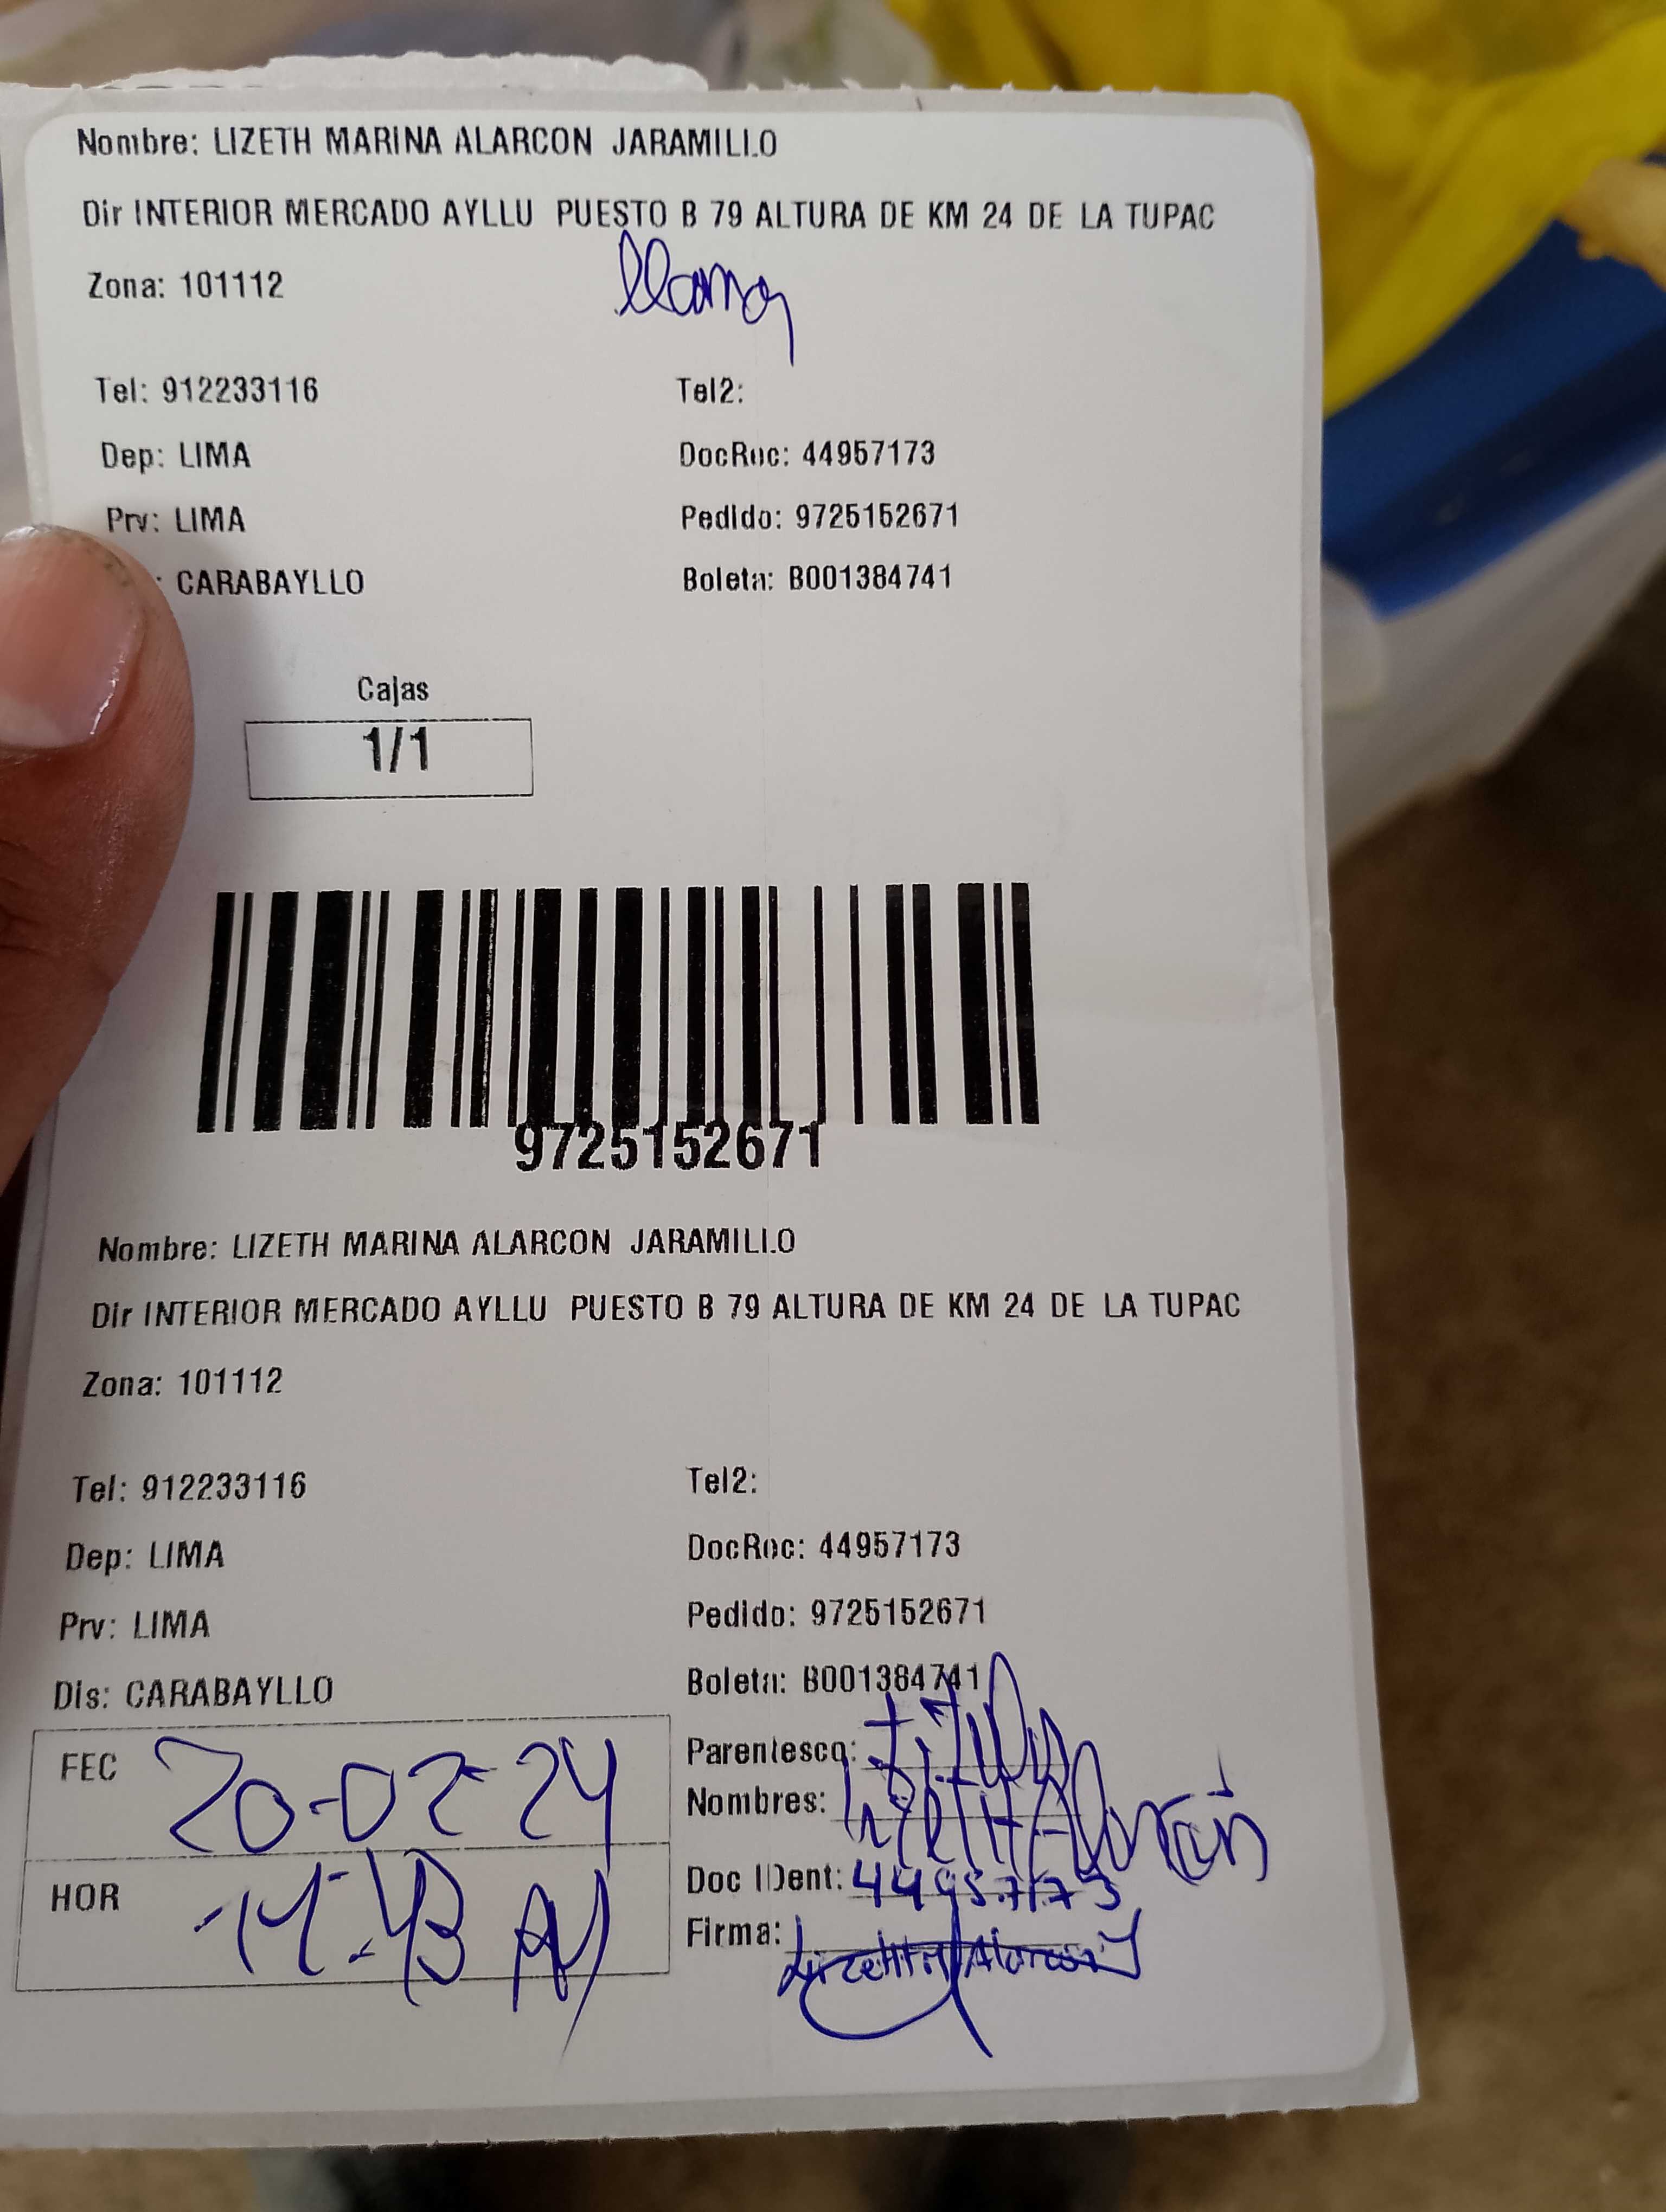 Nombre: LIZETH MARINA ALARCON JARAMILLO
Dir INTERIOR MERCADO AYLLU PUESTO B 79 ALTURA DE KM 24 DE LA TUPAC
Zona: 101112
Tel: 912233116 Tel2:
Dep: LIMA DocRec: 44957173
Prv: LIMA Pedido: 9725152671
: CARABAYLLO Boleta: B001384741
Cajas
1/1
9725152671
Nombre: LIZETH MARINA ALARCON JARAMILLO
Dir INTERIOR MERCADO AYLLU PUESTO B 79 ALTURA DE KM 24 DE LA TUPAC
Zona: 101112
Tel: 912233116 Tel2:
Dep: LIMA DocRec: 44957173
Prv: LIMA Pedido: 9725152671
Dis: CARABAYLLO Boleta: B001384741
FEC 20-02-24 Parentesco:
Nombres: Lizeth Alarcón
HOR Doc IDent: 44957173
Firma: